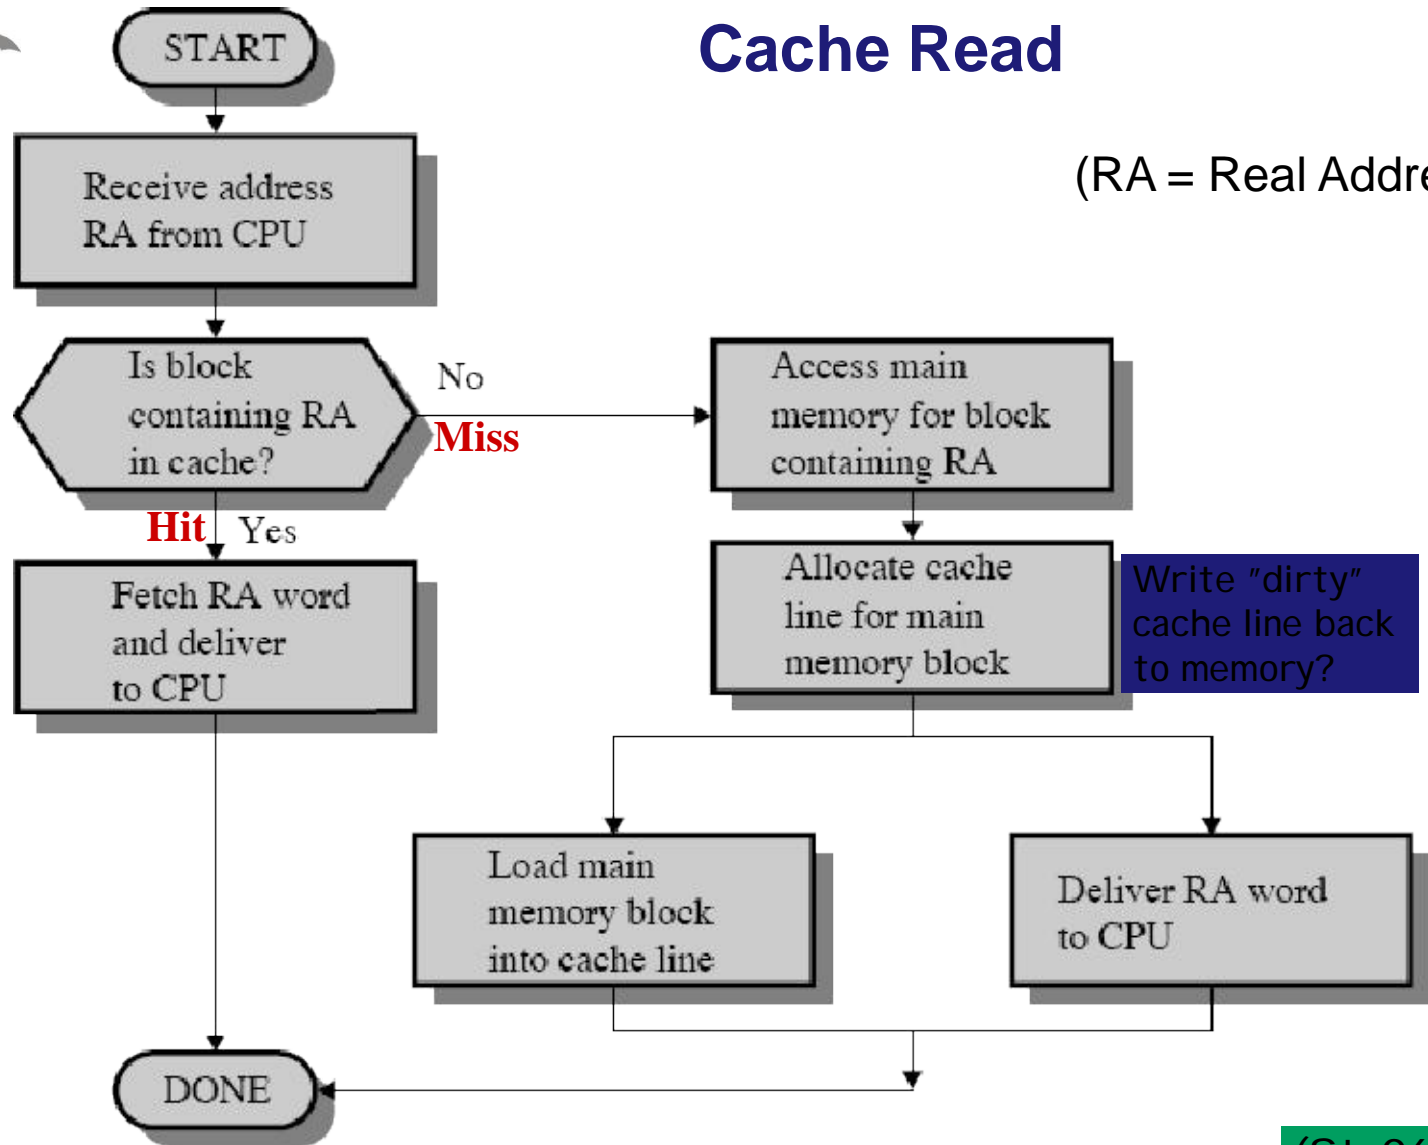 Cache Read
START
(RA = Real Addre
Receive address
RA from CPU
Is block
containing RA
in cache?
No
Miss
Access main
memory for block
containing RA
Hit Yes
Fetch RA word
and deliver
to CPU
Allocate cache
line for main
memory block
Write "dirty"
cache line back
to memory?
Load main
memory block
into cache line
Deliver RA word
to CPU
DONE